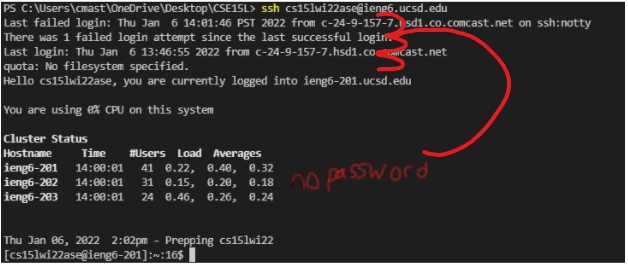 PS C:\Users\cmast\OneDrive\Desktop\CSE15L> ssh cs15lwi22ase@ieng6.ucsd.edu
Last failed login: Thu Jan  6 14:01:46 PST 2022 from c-24-9-157-7.hsd1.co.comcast.net on ssh:notty
There was 1 failed login attempt since the last successful login.
Last login: Thu Jan  6 13:46:55 2022 from c-24-9-157-7.hsd1.co.comcast.net
quota: No filesystem specified.
Hello cs15lwi22ase, you are currently logged into ieng6-201.ucsd.edu
You are using 0% CPU on this system
Cluster Status
Hostname     Time    #Users  Load  Averages
ieng6-201   14:00:01   41  0.22,  0.40,  0.32
ieng6-202   14:00:01   31  0.15,  0.20,  0.18
ieng6-203   14:00:01   24  0.46,  0.26,  0.24
no password
Thu Jan 06, 2022  2:02pm - Prepping cs15lwi22
[cs15lwi22ase@ieng6-201]:~:16$